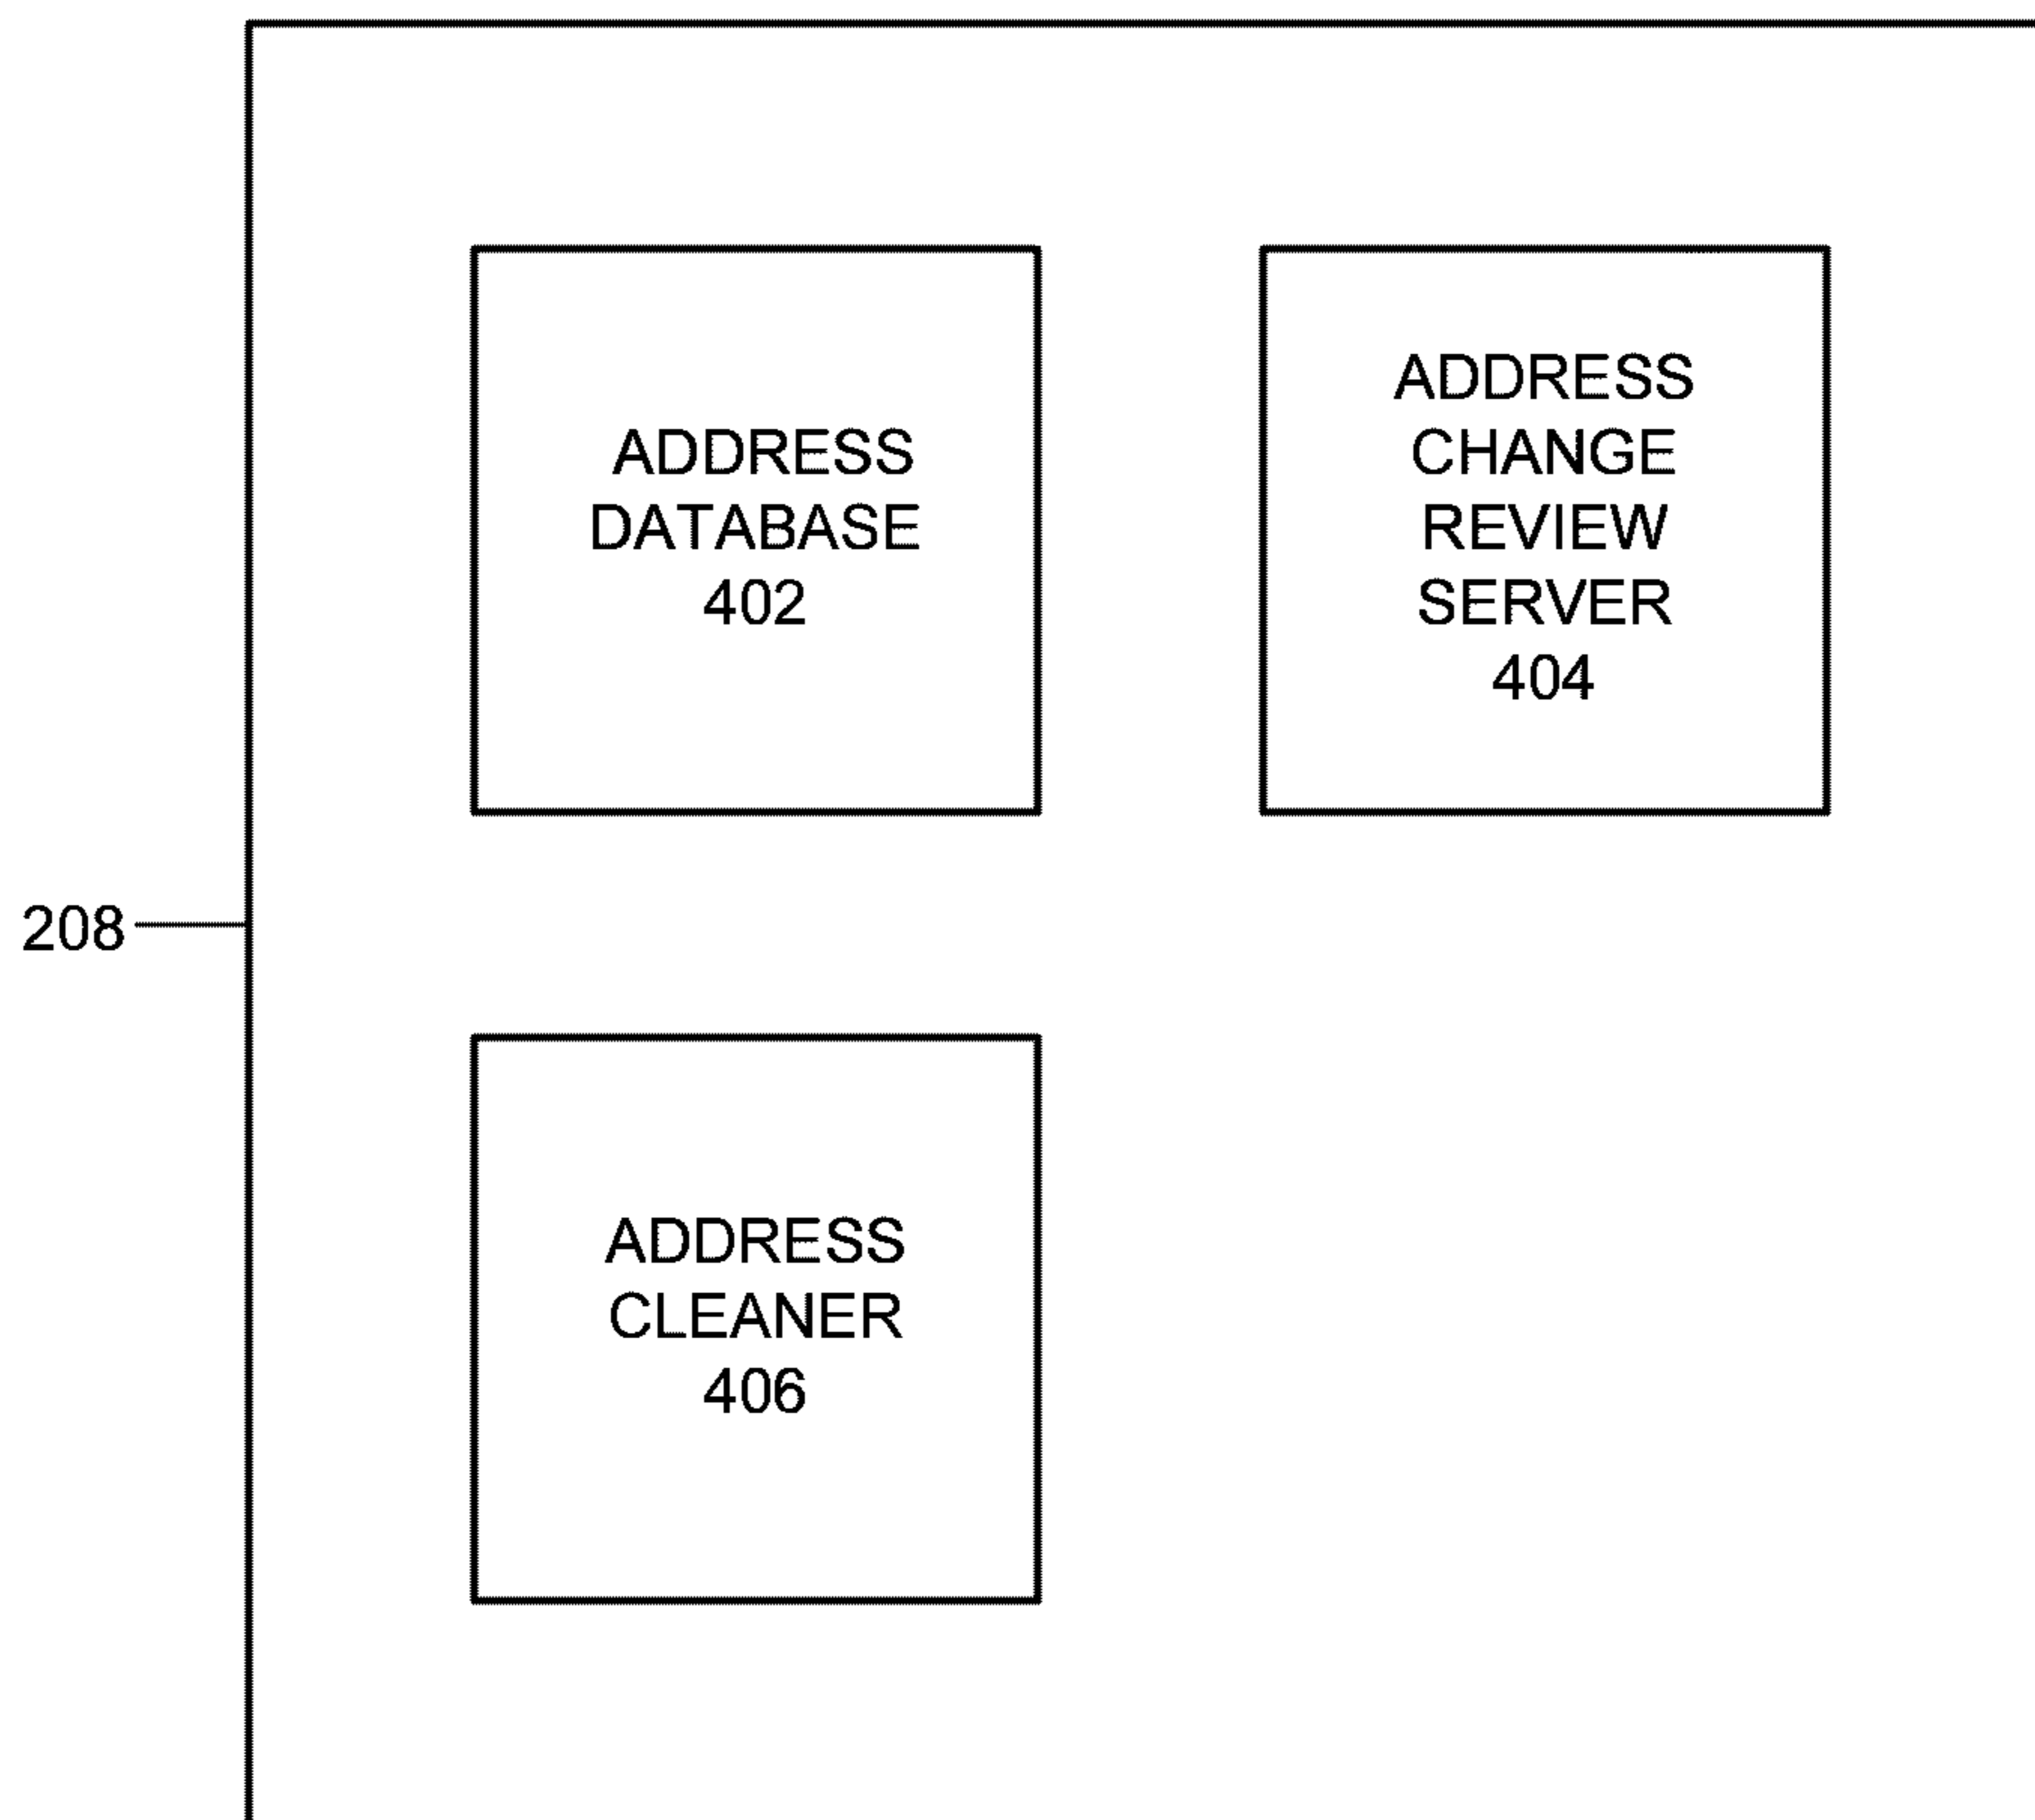 ADDRESS
DATABASE
402
ADDRESS
CHANGE
REVIEW
SERVER
404
208
ADDRESS
CLEANER
406